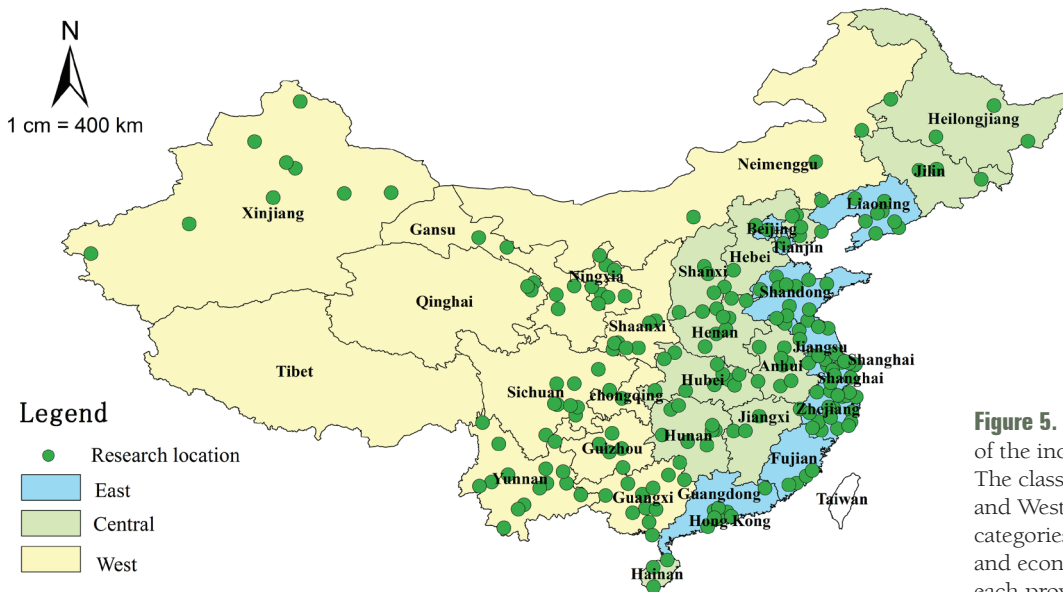 N
1 cm = 400 km
Heilongjiang
Neimenggu
Jilin
Xinjiang
Liaoning
Gansu
Beijing
Tianjin
Hebei
Ningxia
Shanxi
Qinghai
Shandong
Shaanxi
Henan
Jiangsu
Shanghai
Anhui
Tibet
Shanghai
Hubei
Sichuan
chongqing
Zhejiang
Jiangxi
Hunan
Guizhou
Fujian
Yunnan
Guangxi
Guangdong
Taiwan
Hong Kong
Hainan
Legend
Research location
East
Central
West
Figure 5.
of the inc
The class
and West
categories
and econ
each prov